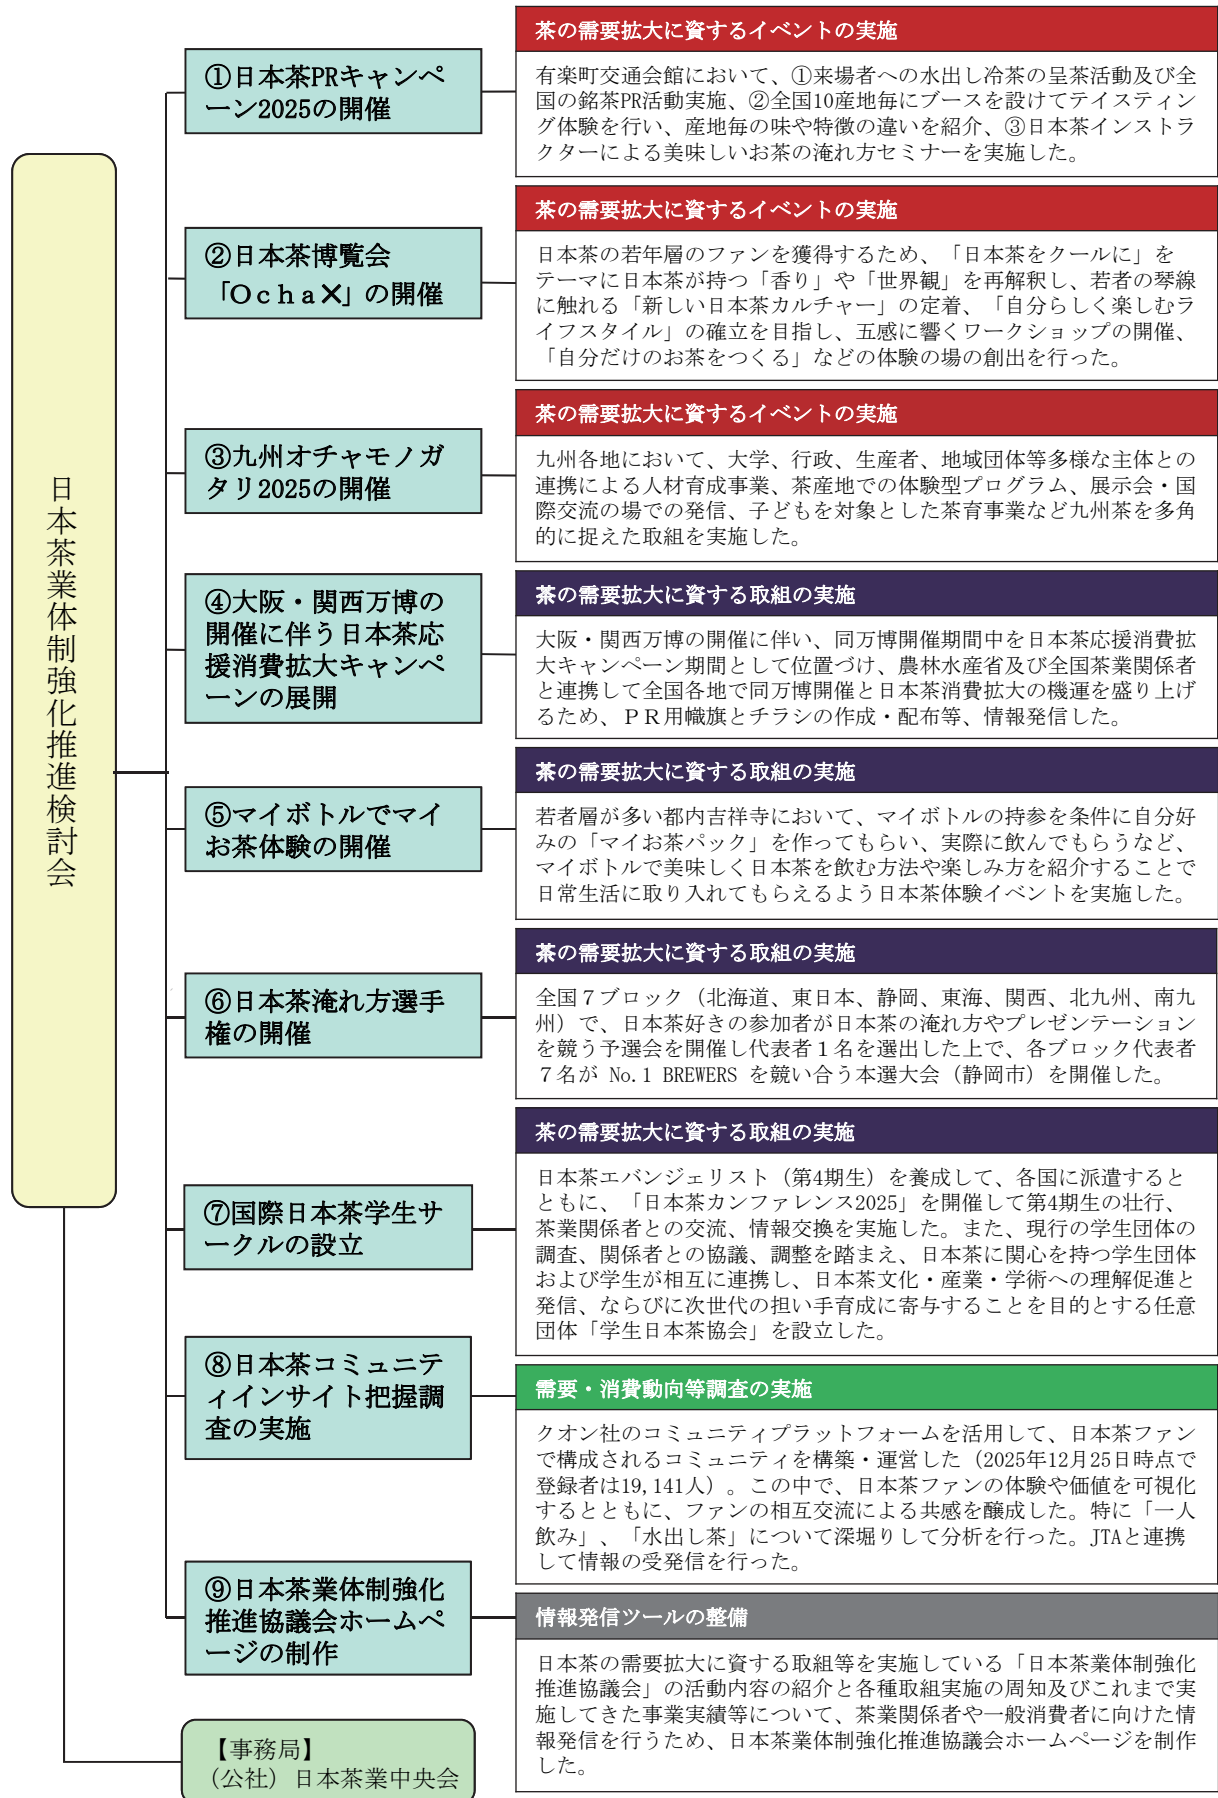 日本茶業体制強化推進検討会
①日本茶PRキャンペ
ーン2025の開催
茶の需要拡大に資するイベントの実施
有楽町交通会館において、①来場者への水出し冷茶の呈茶活動及び全
国の銘茶PR活動実施、②全国10産地毎にブースを設けてテイスティン
グ体験を行い、産地毎の味や特徴の違いを紹介、③日本茶インストラ
クターによる美味しいお茶の淹れ方セミナーを実施した。
②日本茶博覧会
「Ｏｃｈａ✕」の開催
茶の需要拡大に資するイベントの実施
日本茶の若年層のファンを獲得するため、「日本茶をクールに」を
テーマに日本茶が持つ「香り」や「世界観」を再解釈し、若者の琴線
に触れる「新しい日本茶カルチャー」の定着、「自分らしく楽しむラ
イフスタイル」の確立を目指し、五感に響くワークショップの開催、
「自分だけのお茶をつくる」などの体験の場の創出を行った。
③九州オチャモノガ
タリ2025の開催
茶の需要拡大に資するイベントの実施
九州各地において、大学、行政、生産者、地域団体等多様な主体との
連携による人材育成事業、茶産地での体験型プログラム、展示会・国
際交流の場での発信、子どもを対象とした茶育事業など九州茶を多角
的に捉えた取組を実施した。
④大阪・関西万博の
開催に伴う日本茶応
援消費拡大キャンペ
ーンの展開
茶の需要拡大に資する取組の実施
大阪・関西万博の開催に伴い、同万博開催期間中を日本茶応援消費拡
大キャンペーン期間として位置づけ、農林水産省及び全国茶業関係者
と連携して全国各地で同万博開催と日本茶消費拡大の機運を盛り上げ
るため、ＰＲ用幟旗とチラシの作成・配布等、情報発信した。
⑤マイボトルでマイ
お茶体験の開催
茶の需要拡大に資する取組の実施
若者層が多い都内吉祥寺において、マイボトルの持参を条件に自分好
みの「マイお茶パック」を作ってもらい、実際に飲んでもらうなど、
マイボトルで美味しく日本茶を飲む方法や楽しみ方を紹介することで
日常生活に取り入れてもらえるよう日本茶体験イベントを実施した。
⑥日本茶淹れ方選手
権の開催
茶の需要拡大に資する取組の実施
全国７ブロック（北海道、東日本、静岡、東海、関西、北九州、南九
州）で、日本茶好きの参加者が日本茶の淹れ方やプレゼンテーション
を競う予選会を開催し代表者１名を選出した上で、各ブロック代表者
７名が No.1 BREWERS を競い合う本選大会（静岡市）を開催した。
⑦国際日本茶学生サ
ークルの設立
茶の需要拡大に資する取組の実施
日本茶エバンジェリスト（第4期生）を養成して、各国に派遣すると
ともに、「日本茶カンファレンス2025」を開催して第4期生の壮行、
茶業関係者との交流、情報交換を実施した。また、現行の学生団体の
調査、関係者との協議、調整を踏まえ、日本茶に関心を持つ学生団体
および学生が相互に連携し、日本茶文化・産業・学術への理解促進と
発信、ならびに次世代の担い手育成に寄与することを目的とする任意
団体「学生日本茶協会」を設立した。
⑧日本茶コミュニテ
ィインサイト把握調
査の実施
需要・消費動向等調査の実施
クオン社のコミュニティプラットフォームを活用して、日本茶ファン
で構成されるコミュニティを構築・運営した（2025年12月25日時点で
登録者は19,141人）。この中で、日本茶ファンの体験や価値を可視化
するとともに、ファンの相互交流による共感を醸成した。特に「一人
飲み」、「水出し茶」について深堀りして分析を行った。JTAと連携
して情報の受発信を行った。
⑨日本茶業体制強化
推進協議会ホームペ
ージの制作
情報発信ツールの整備
日本茶の需要拡大に資する取組等を実施している「日本茶業体制強化
推進協議会」の活動内容の紹介と各種取組実施の周知及びこれまで実
施してきた事業実績等について、茶業関係者や一般消費者に向けた情
報発信を行うため、日本茶業体制強化推進協議会ホームページを制作
した。
【事務局】
（公社）日本茶業中央会